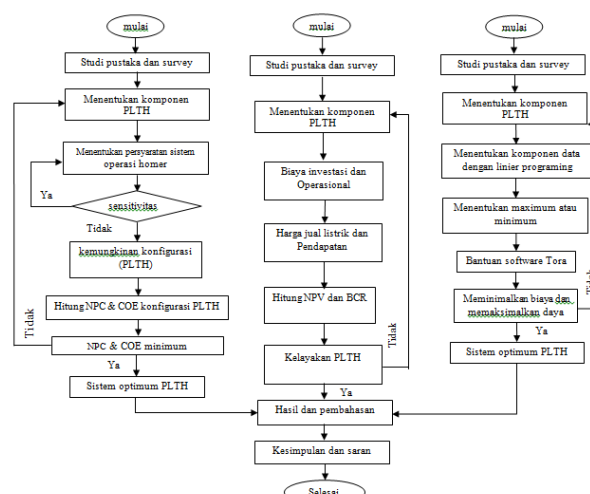 mulai
Studi pustaka dan survey
Menentukan komponen
PLTH
Menentukan persyaratan sistem
operasi homer
Ya
sensitivitas
Tidak
kemungkinan konfigurasi
(PLTH)
Hitung NPC & COE konfigurasi PLTH
Tidak
NPC & COE minimum
Ya
Sistem optimum PLTH
mulai
Studi pustaka dan survey
Menentukan komponen
PLTH
Biaya investasi dan
Operasional
Harga jual listrik dan
Pendapatan
Hitung NPV dan BCR
Tidak
Kelayakan PLTH
Ya
mulai
Studi pustaka dan survey
Menentukan komponen
PLTH
Menentukan komponen data
dengan linier programing
Menentukan maximum atau
minimum
Bantuan software Tora
Tidak
Meminimalkan biaya dan
memaksimalkan daya
Ya
Sistem optimum PLTH
Hasil dan pembahasan
Kesimpulan dan saran
Selesai